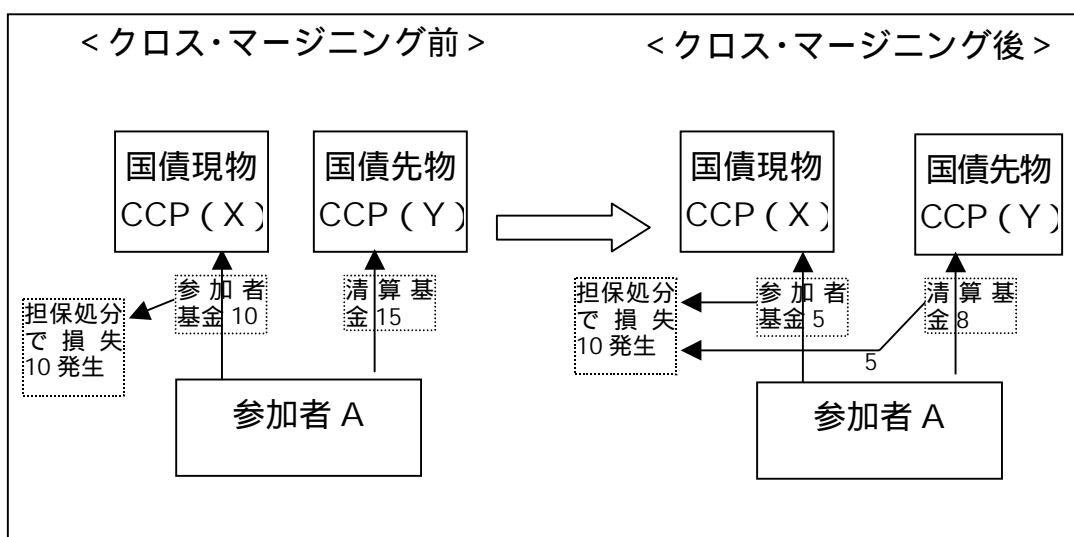 <クロス・マージニング前>
国債現物
CCP(X)
国債先物
CCP(Y)
参加者
基金10
清算基
金15
担保処分
で損失
10発生
参加者A
<クロス・マージニング後>
国債現物
CCP(X)
国債先物
CCP(Y)
担保処分
で損失
10発生
参加者
基金5
清算基
金8
5
参加者A